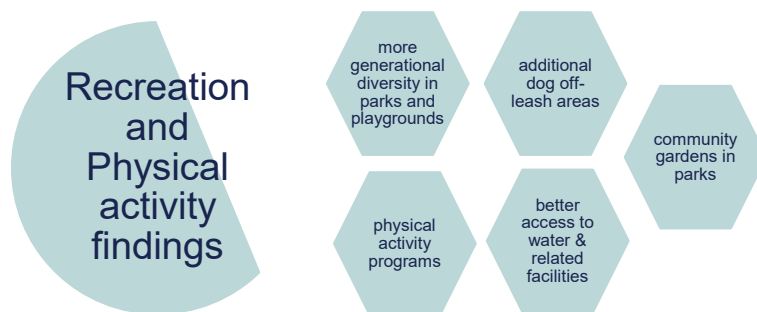 Recreation
and
Physical
activity
findings
more
generational
diversity in
parks and
playgrounds
additional
dog off-
leash areas
community
gardens in
parks
physical
activity
programs
better
access to
water &
related
facilities